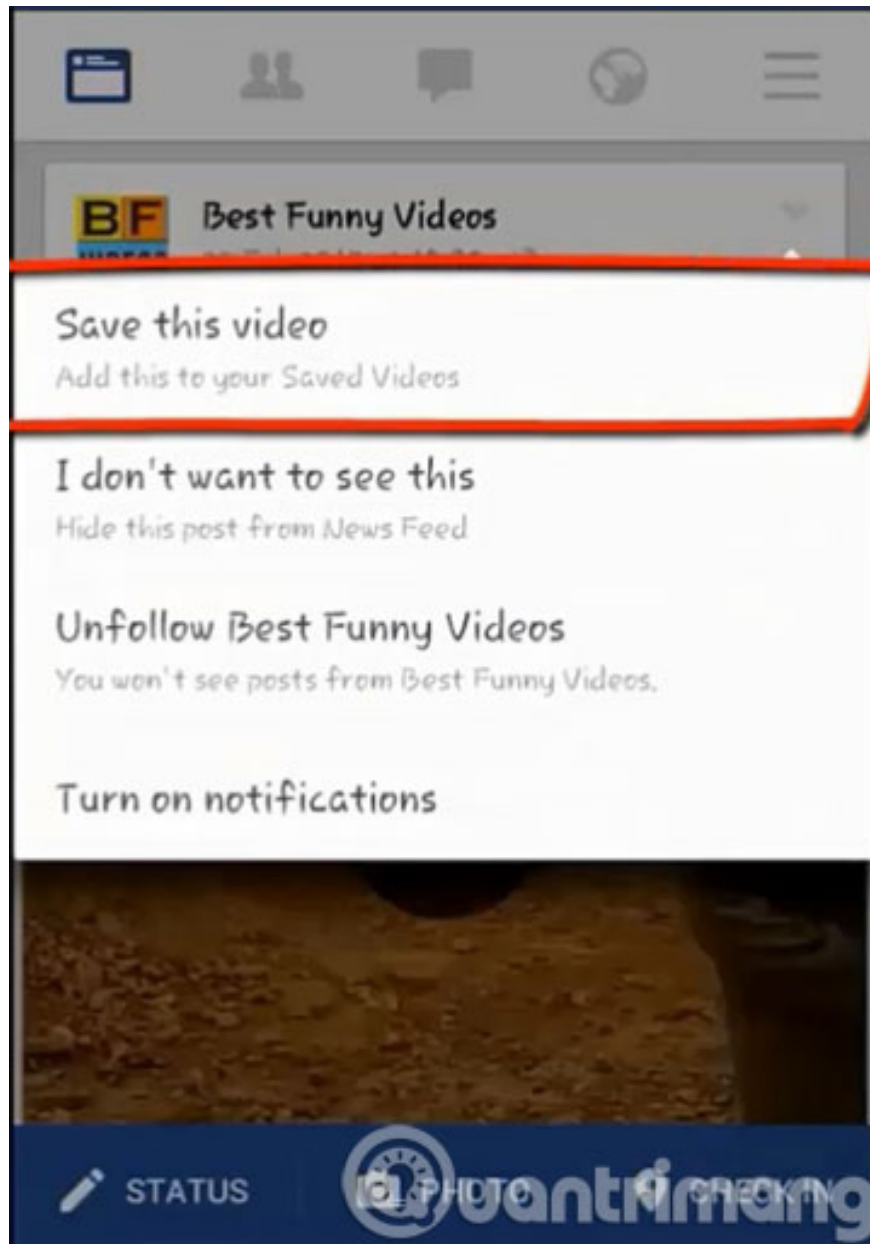 BF Best Funny Videos
Save this video
Add this to your Saved Videos
I don't want to see this
Hide this post from News Feed
Unfollow Best Funny Videos
You won't see posts from Best Funny Videos.
Turn on notifications
STATUS PHOTO CHECK IN
Quantrimang